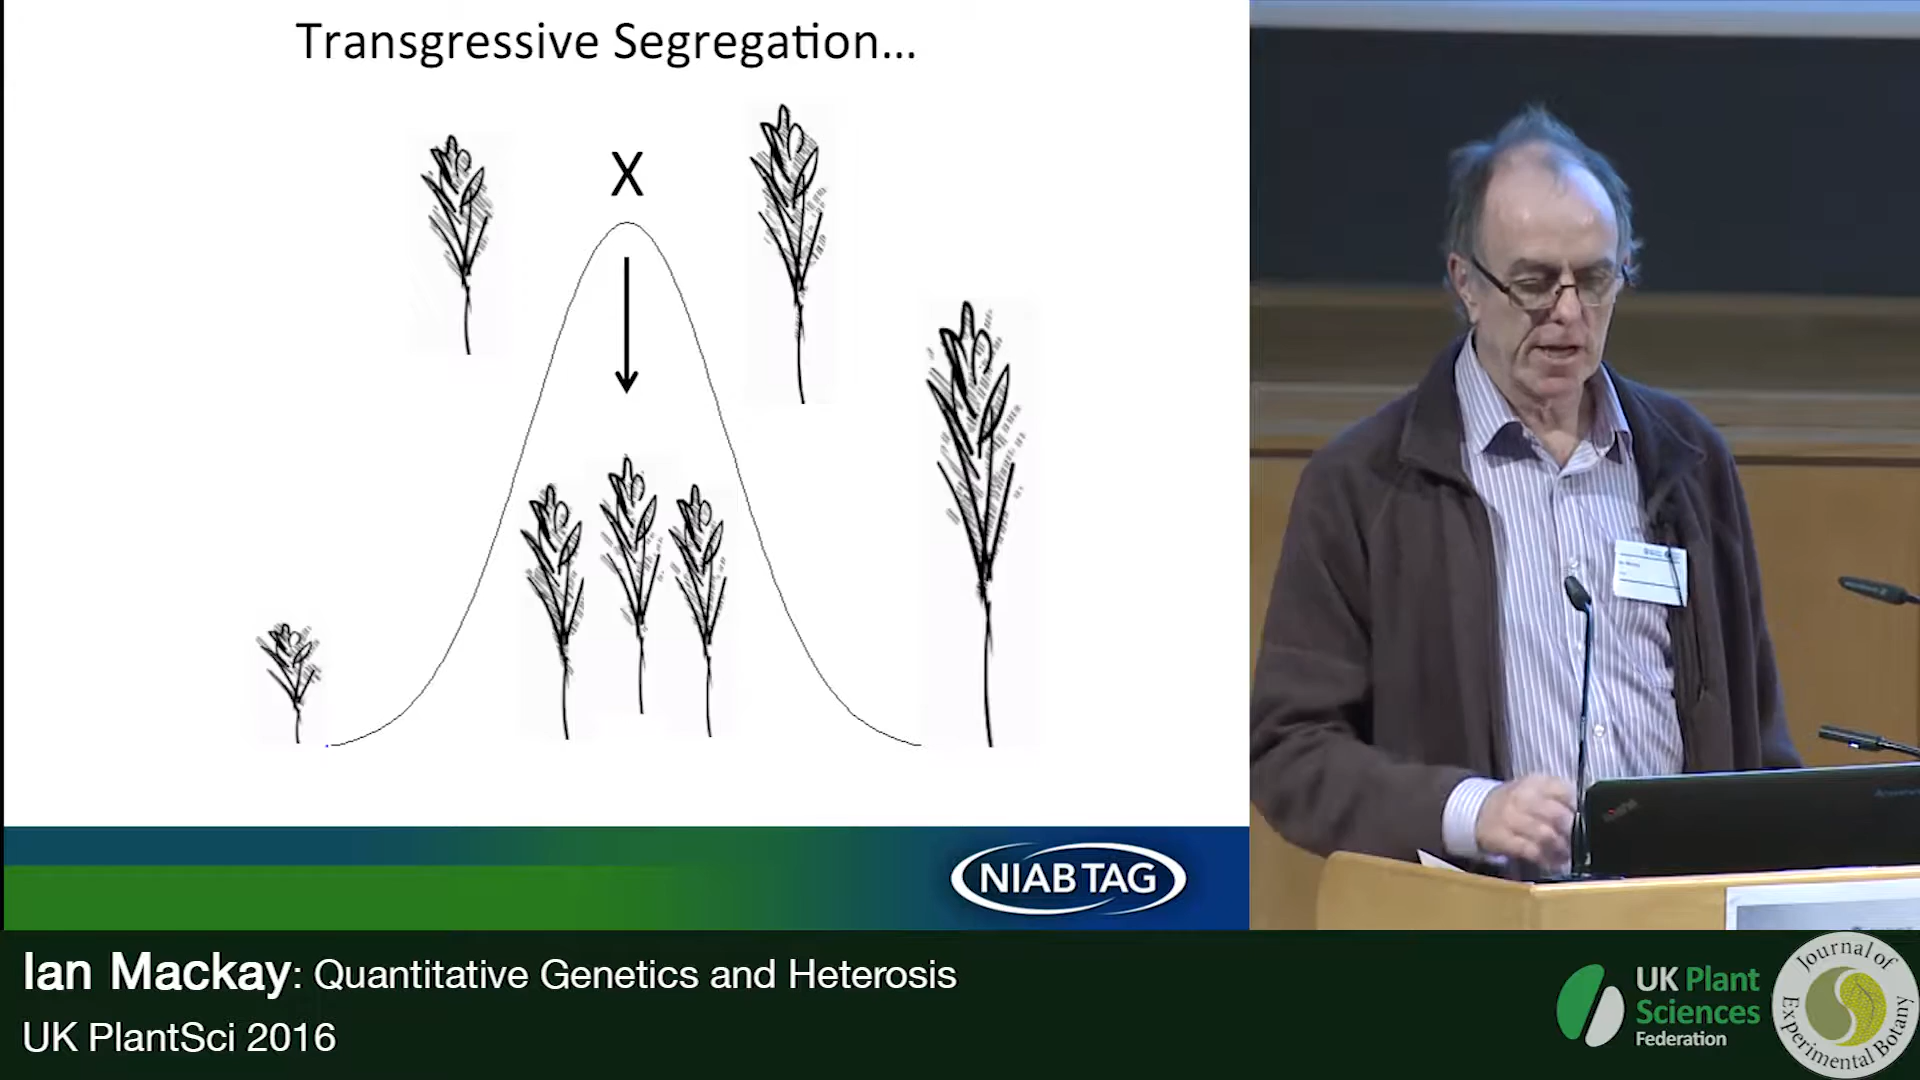 Transgressive Segregation...
X
NIAB TAG
Ian Mackay: Quantitative Genetics and Heterosis
UK PlantSci 2016
UK Plant
Sciences
Federation
Journal of
Experimental Botany